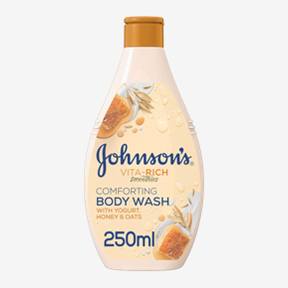 Johnson's®
VITA-RICH
Smoothies
COMFORTING
BODY WASH
WITH YOGURT,
HONEY & OATS
250ml